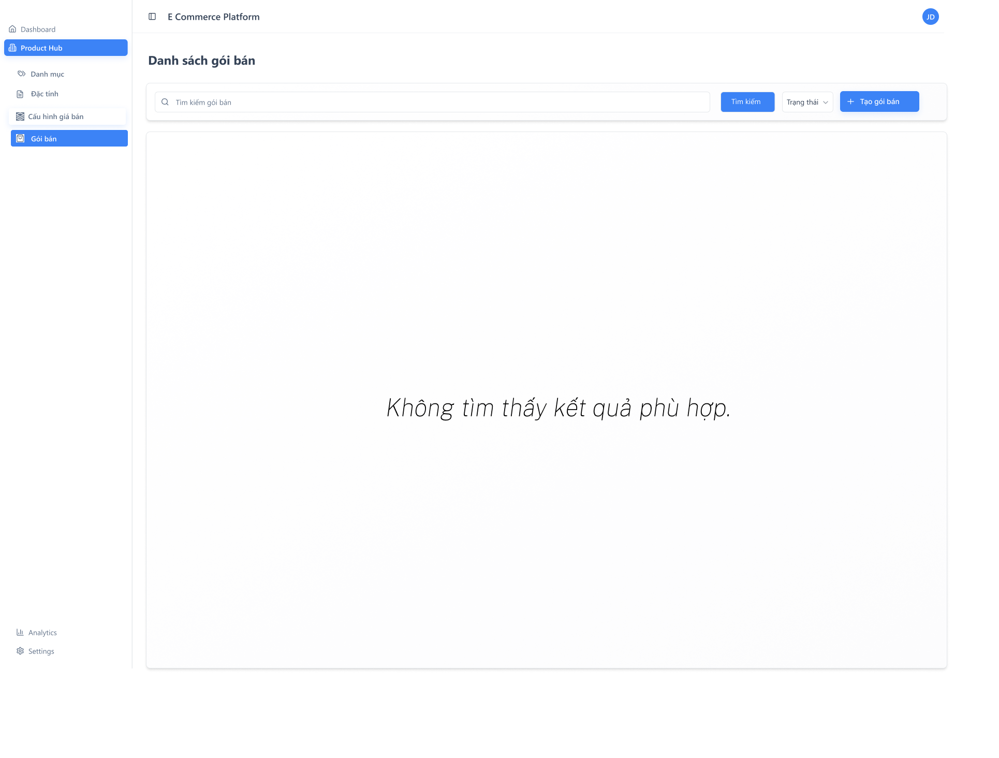 E Commerce Platform
JD
Dashboard
Product Hub
Danh mục
Đặc tính
Cấu hình giá bán
Gói bán
Analytics
Settings
Danh sách gói bán
Tìm kiếm gói bán
Tìm kiếm
Trạng thái
Tạo gói bán
Không tìm thấy kết quả phù hợp.